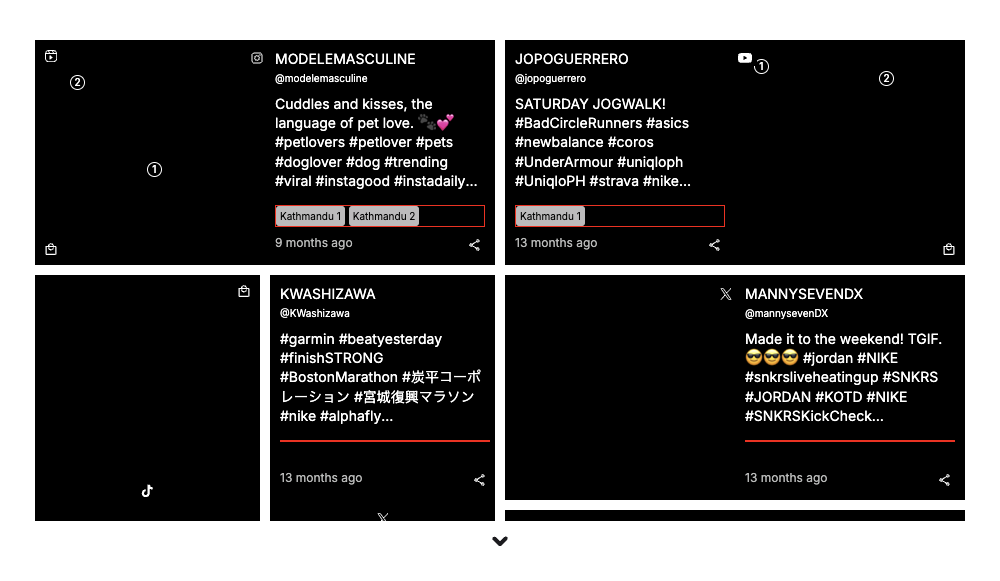 ②
①
MODELEMASCULINE
@modelemasculine
Cuddles and kisses, the
language of pet love. 🐾💕
#petlovers #petlover #pets
#doglover #dog #trending
#viral #instagood #instadaily...
Kathmandu 1 Kathmandu 2
9 months ago
JOPOGUERRERO
@jopoguerrero
SATURDAY JOGWALK!
#BadCircleRunners #asics
#newbalance #coros
#UnderArmour #uniqloph
#UniqloPH #strava #nike...
Kathmandu 1
13 months ago
①
②
KWASHIZAWA
@KWashizawa
#garmin #beatyesterday
#finishSTRONG
#BostonMarathon #炭平コーポ
レーション #宮城復興マラソン
#nike #alphafly...
13 months ago
MANNYSEVENDX
@mannysevenDX
Made it to the weekend! TGIF.
😎😎😎 #jordan #NIKE
#snkrsliveheatingup #SNKRS
#JORDAN #KOTD #NIKE
#SNKRSKickCheck...
13 months ago